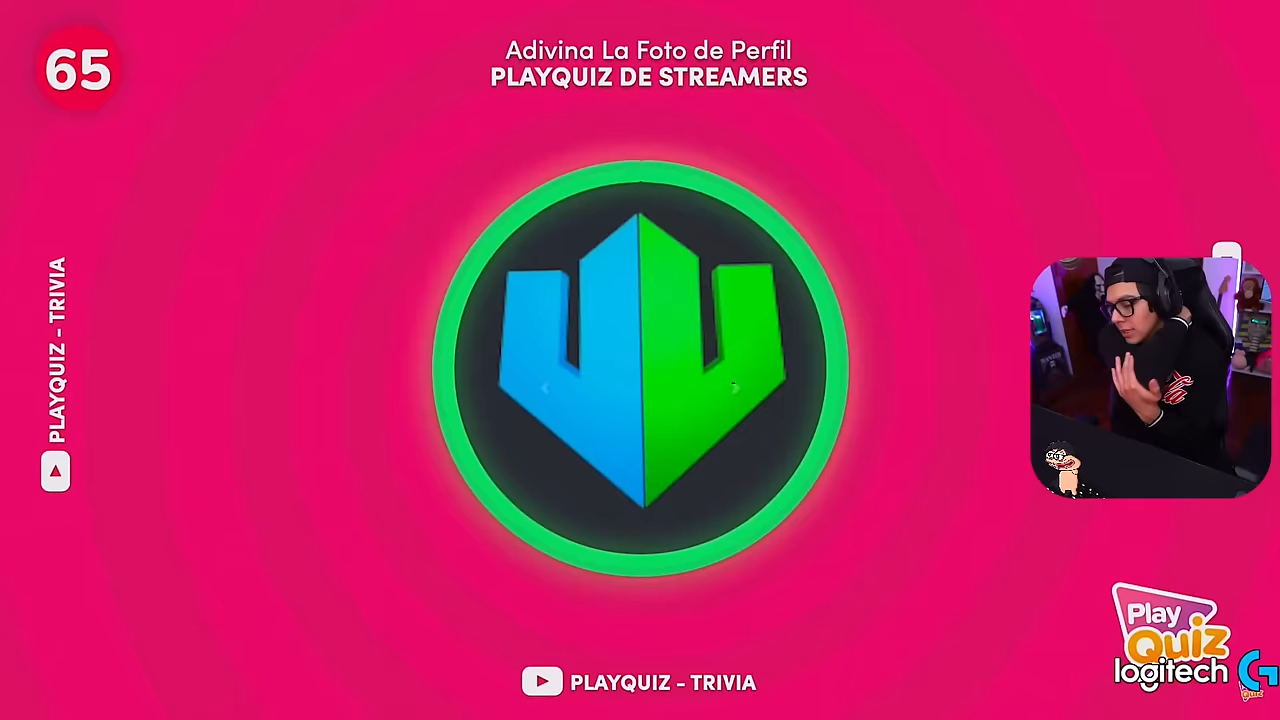 65
Adivina La Foto de Perfil
PLAYQUIZ DE STREAMERS
PLAYQUIZ - TRIVIA
PLAYQUIZ - TRIVIA
Play
Quiz
logitech